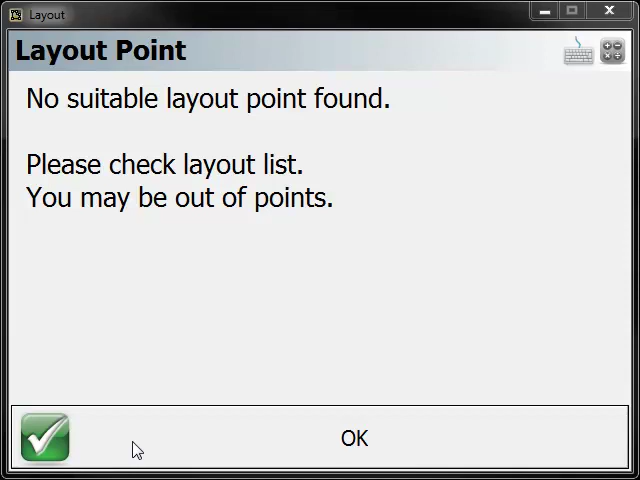 Layout
Layout Point
No suitable layout point found.
Please check layout list.
You may be out of points.
OK